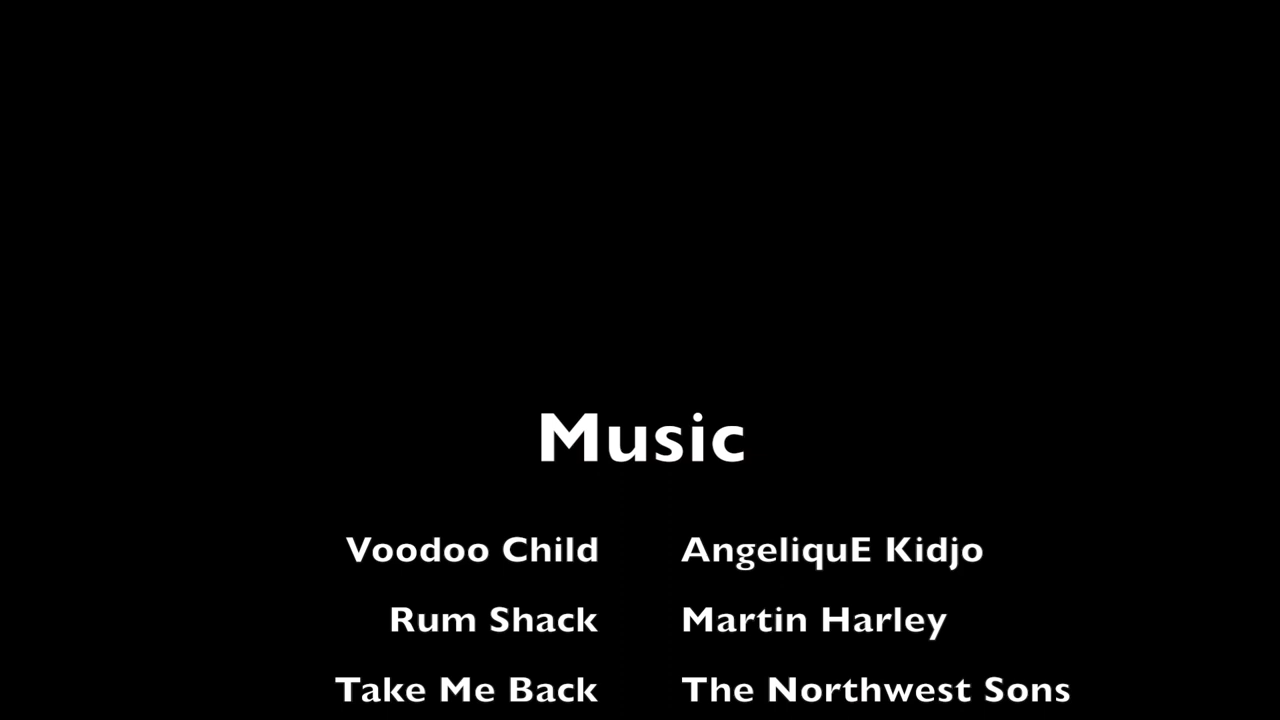 Music
Voodoo Child AngeliquE Kidjo
Rum Shack Martin Harley
Take Me Back The Northwest Sons